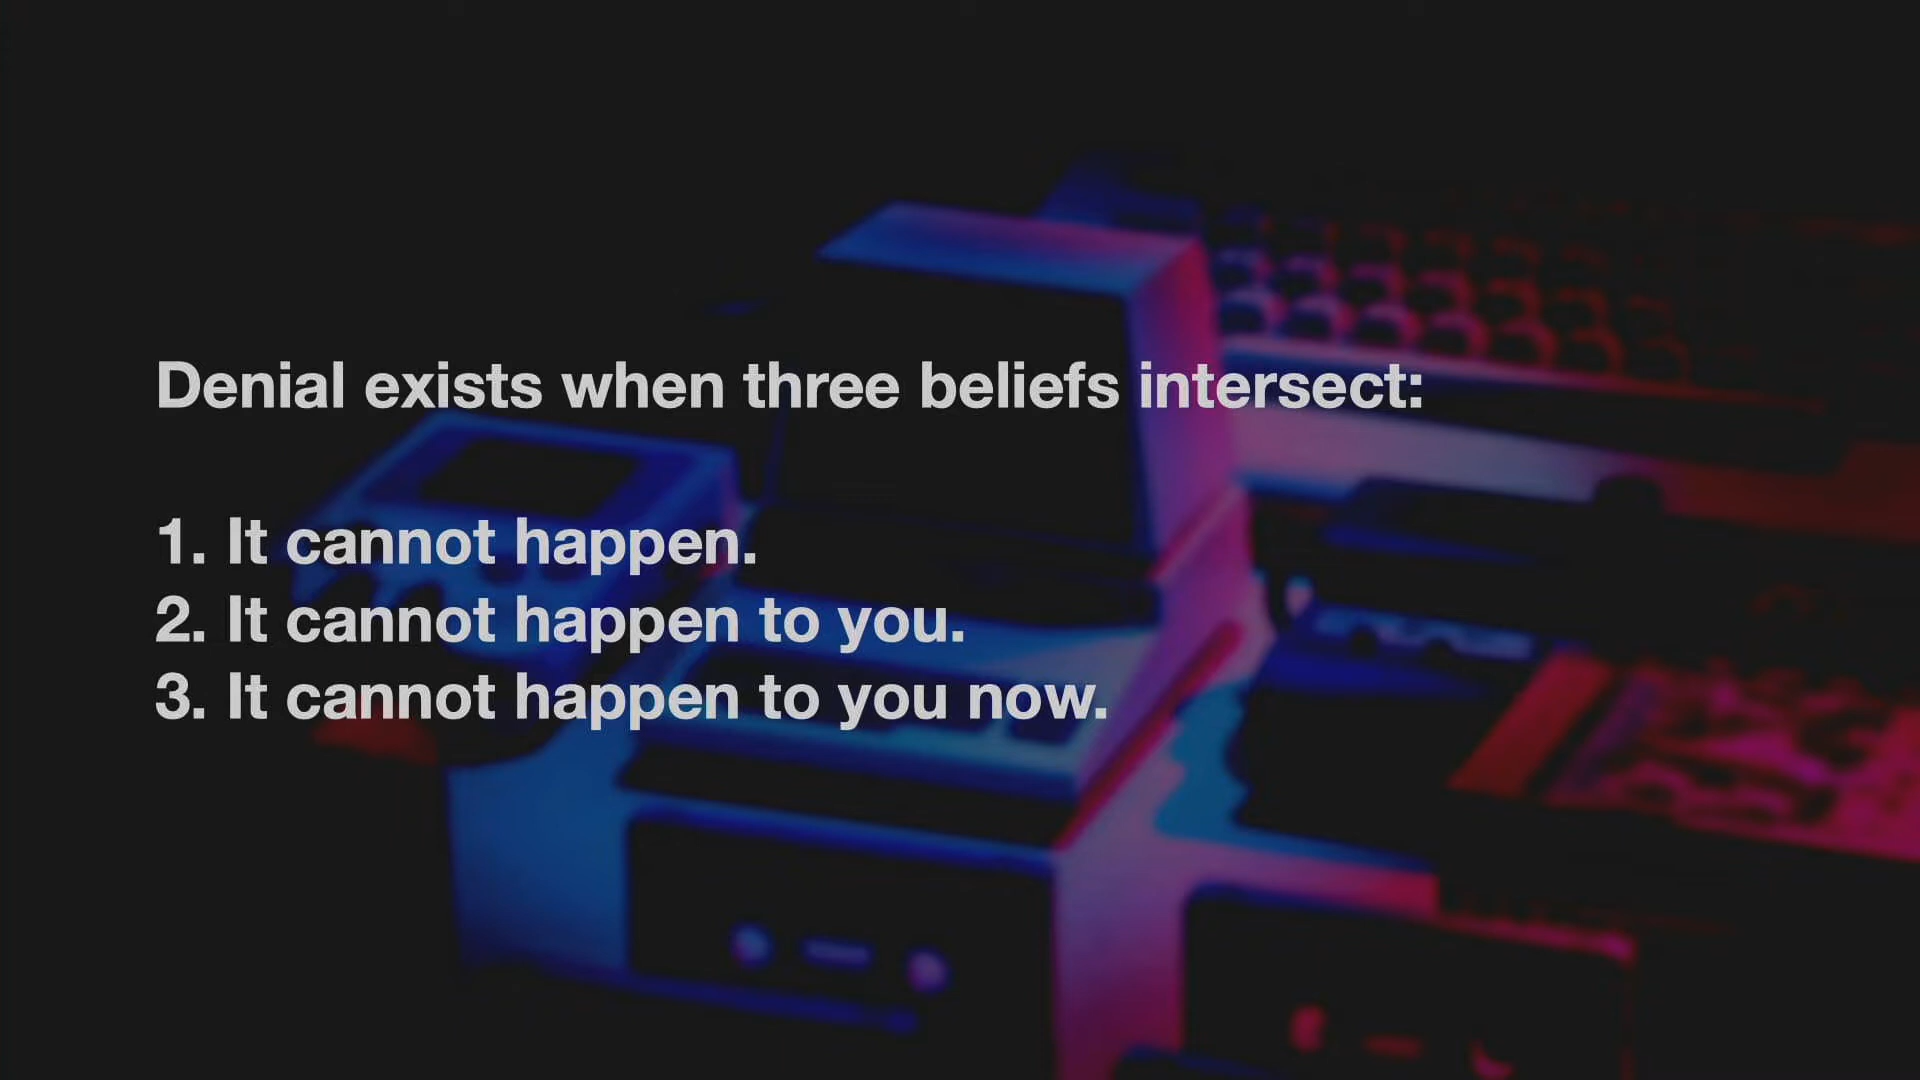 Denial exists when three beliefs intersect:
1. It cannot happen.
2. It cannot happen to you.
3. It cannot happen to you now.